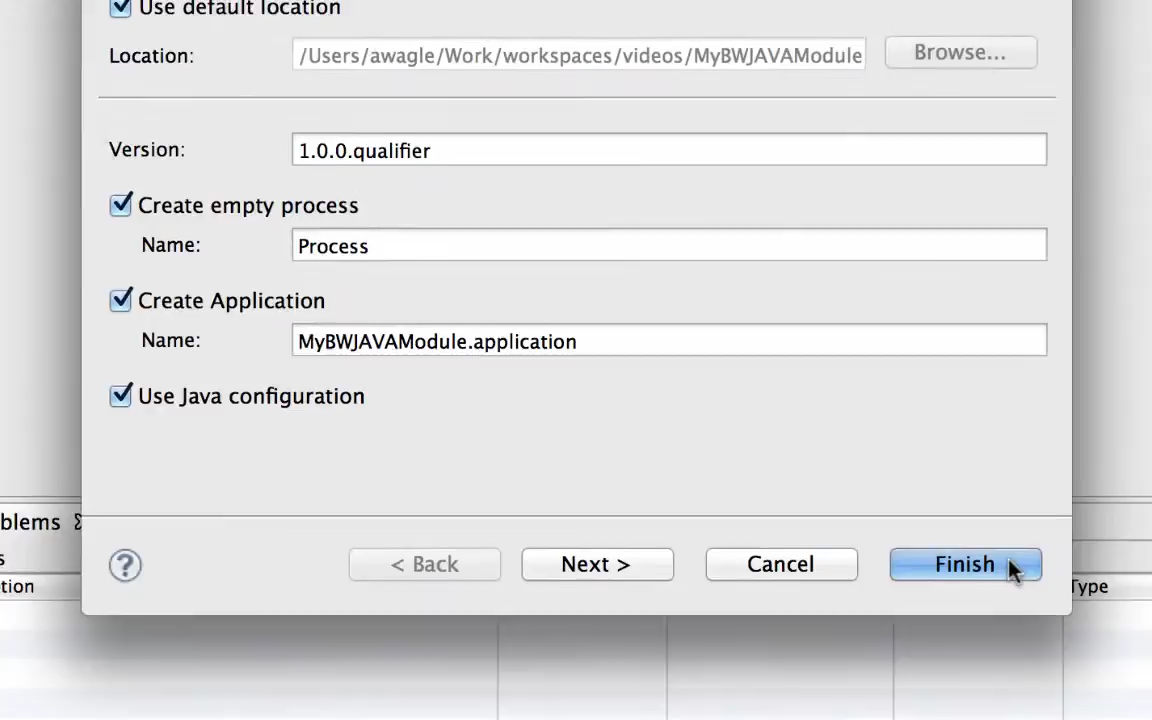 Use default location
Location: /Users/awagle/Work/workspaces/videos/MyBWJAVAModule Browse...
Version: 1.0.0.qualifier
Create empty process
Name: Process
Create Application
Name: MyBWJAVAModule.application
Use Java configuration
blems
s
tion Type
? < Back Next > Cancel Finish